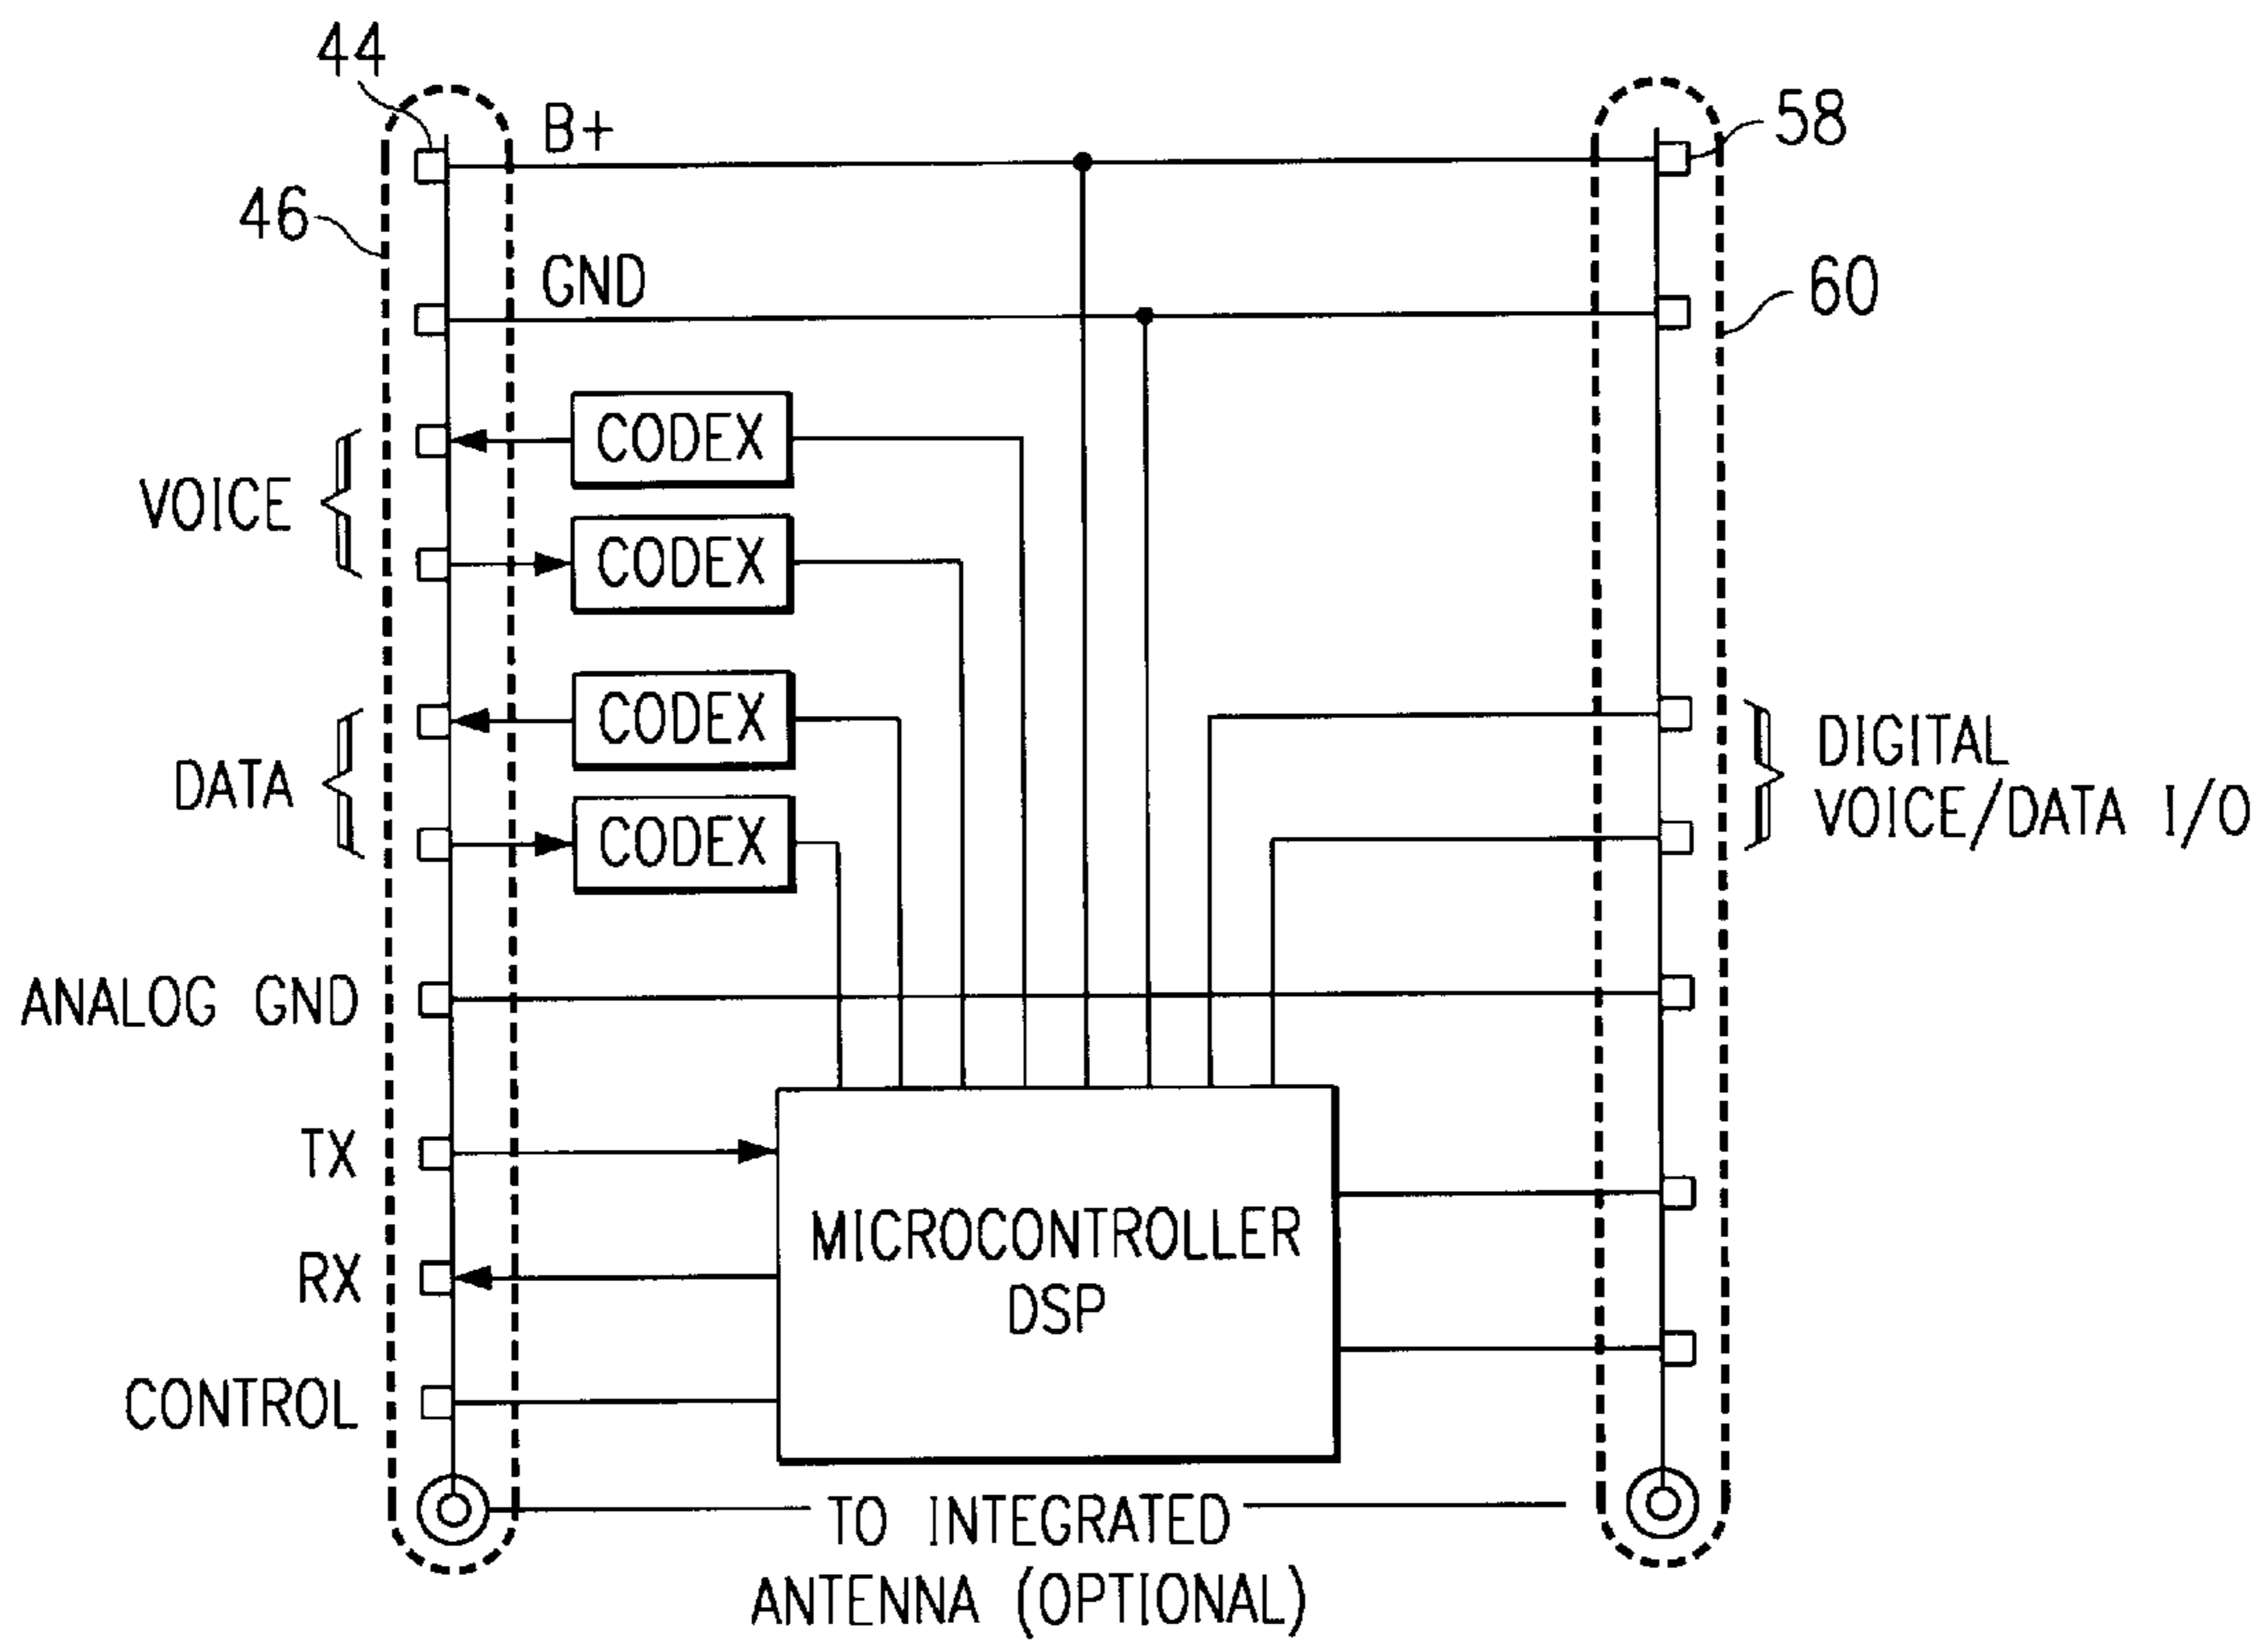 44
B+
58
46
GND
60
CODEX
VOICE
CODEX
CODEX
DATA
CODEX
DIGITAL
VOICE/DATA I/O
ANALOG GND
TX
RX
CONTROL
MICROCONTROLLER
DSP
TO INTEGRATED
ANTENNA (OPTIONAL)